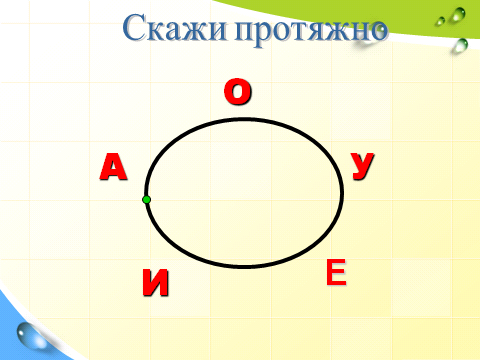 Скажи протяжно
О
А У
И Е